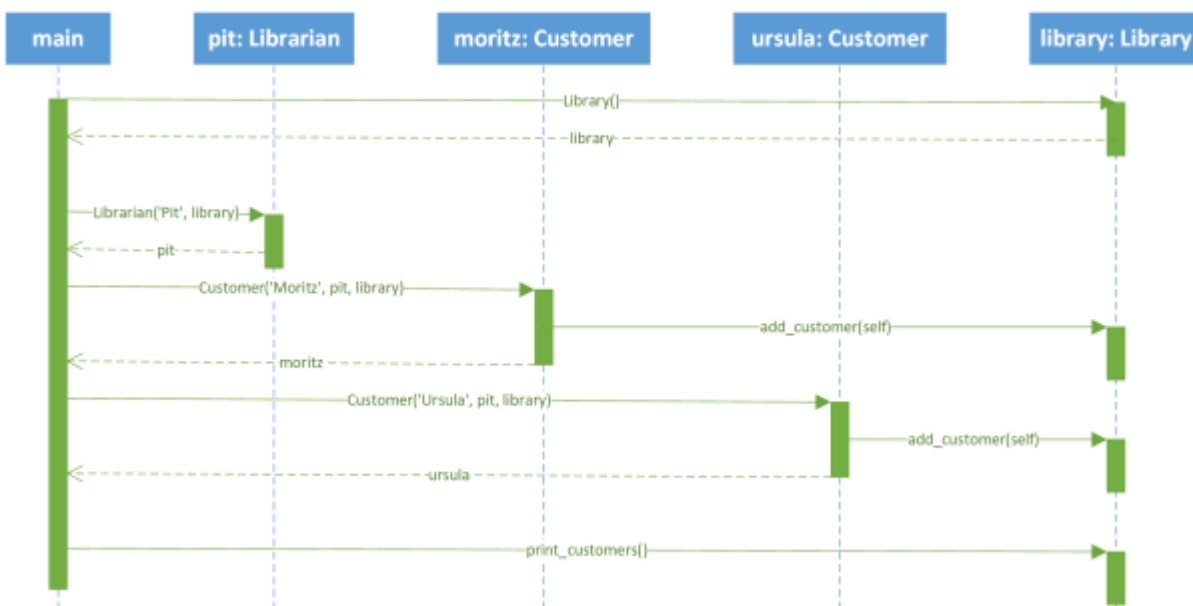 main
pit: Librarian
moritz: Customer
ursula: Customer
library: Library
Library()
library
Librarian('Pit', library)
pit
Customer('Moritz', pit, library)
add_customer(self)
moritz
Customer('Ursula', pit, library)
add_customer(self)
ursula
print_customers()